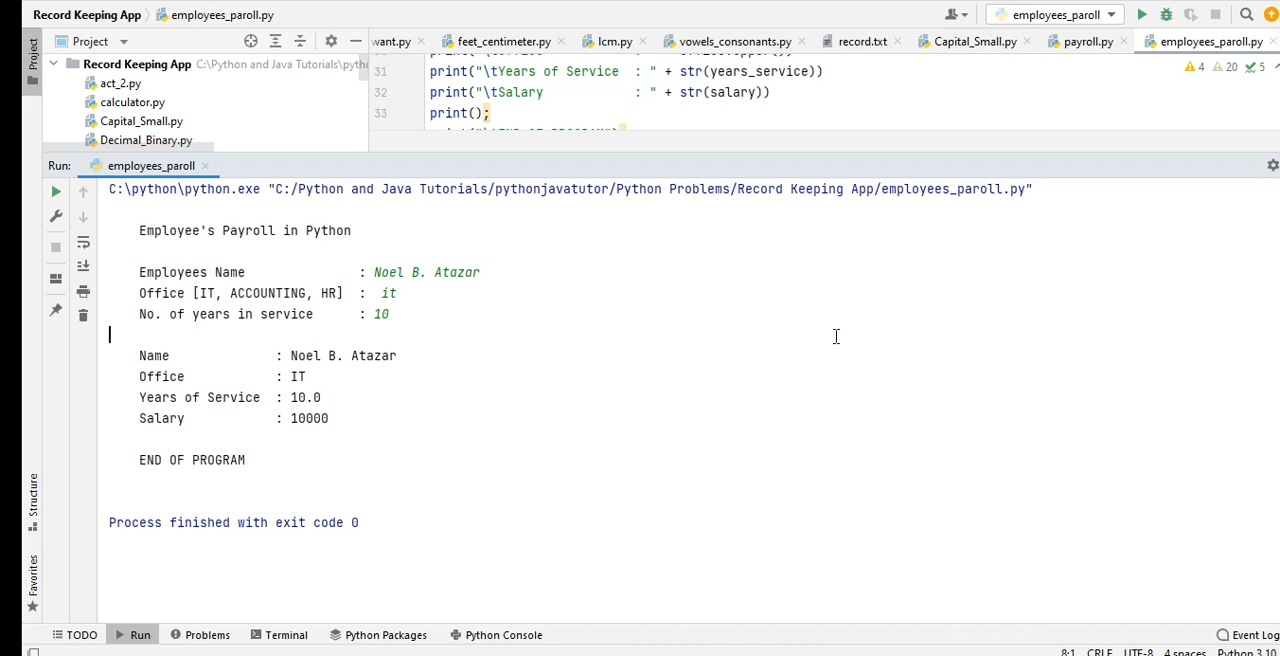 Record Keeping App employees_paroll.py employees_paroll
Project want.py feet_centimeter.py lcm.py vowels_consonants.py record.txt Capital_Small.py payroll.py employees_paroll.py
Project
Record Keeping App C:\Python and Java Tutorials\pytho
31 print("\tYears of Service  : " + str(years_service)) 4 20 5
act_2.py
32 print("\tSalary            : " + str(salary))
calculator.py
33 print();
Capital_Small.py
Decimal_Binary.py
Run: employees_paroll
C:\python\python.exe "C:/Python and Java Tutorials/pythonjavatutor/Python Problems/Record Keeping App/employees_paroll.py"
Employee's Payroll in Python
Employees Name               : Noel B. Atazar
Office [IT, ACCOUNTING, HR]  :  it
No. of years in service      : 10
Name              : Noel B. Atazar
Office            : IT
Years of Service  : 10.0
Salary            : 10000
END OF PROGRAM
Process finished with exit code 0
Structure
Favorites
TODO Run Problems Terminal Python Packages Python Console Event Log
8:1 CRLF UTF-8 4 spaces Python 3.10